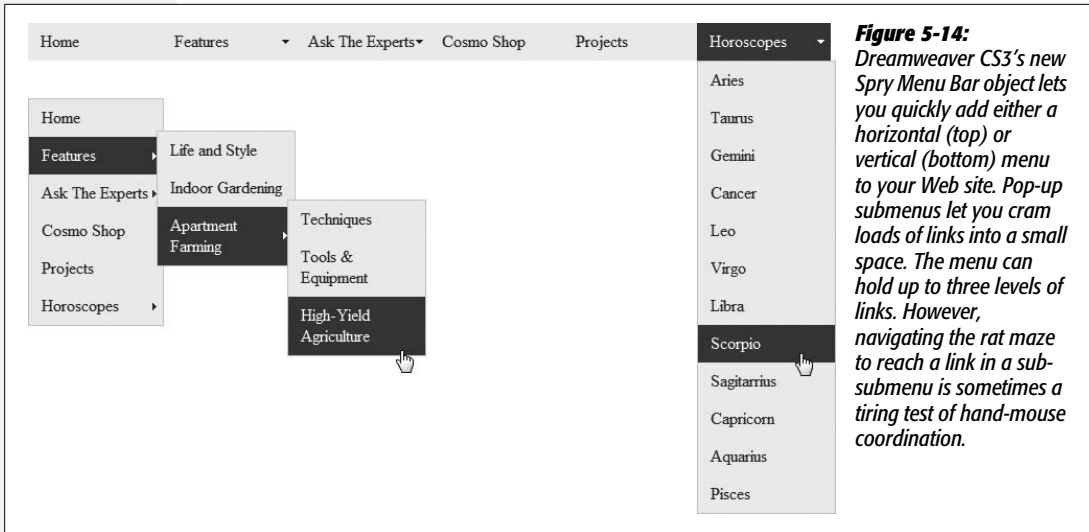 Home Features Ask The Experts Cosmo Shop Projects Horoscopes
Aries
Taurus
Gemini
Cancer
Leo
Virgo
Libra
Scorpio
Sagitarrius
Capricorn
Aquarius
Pisces
Home
Features
Ask The Experts
Cosmo Shop
Projects
Horoscopes
Life and Style
Indoor Gardening
Apartment
Farming
Techniques
Tools &
Equipment
High-Yield
Agriculture
Figure 5-14:
Dreamweaver CS3's new
Spry Menu Bar object lets
you quickly add either a
horizontal (top) or
vertical (bottom) menu
to your Web site. Pop-up
submenus let you cram
loads of links into a small
space. The menu can
hold up to three levels of
links. However,
navigating the rat maze
to reach a link in a sub-
submenu is sometimes a
tiring test of hand-mouse
coordination.